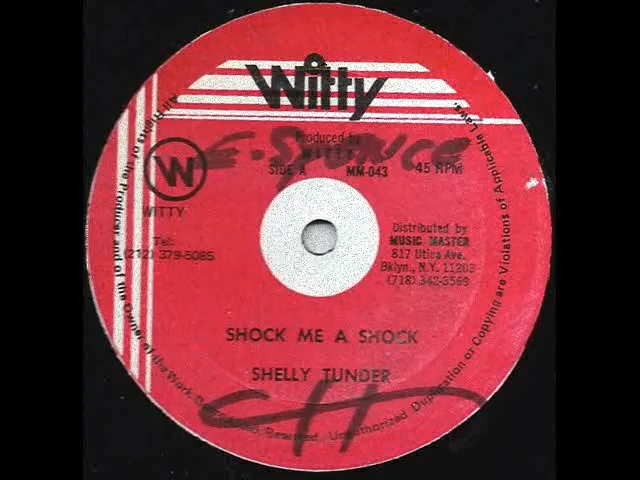 Witty
Produced by
WITTY
SIDE A MM-043 45 RPM
W
WITTY
Tel:
(212) 379-5085
Distributed by
MUSIC MASTER
817 Utica Ave.
Bklyn., N.Y. 11203
(718) 342-3569
SHOCK ME A SHOCK
SHELLY TUNDER
All Rights of the Producer and of the Owner of the Work Reserved. Unauthorized Duplication or Copying are Violations of Applicable Laws.